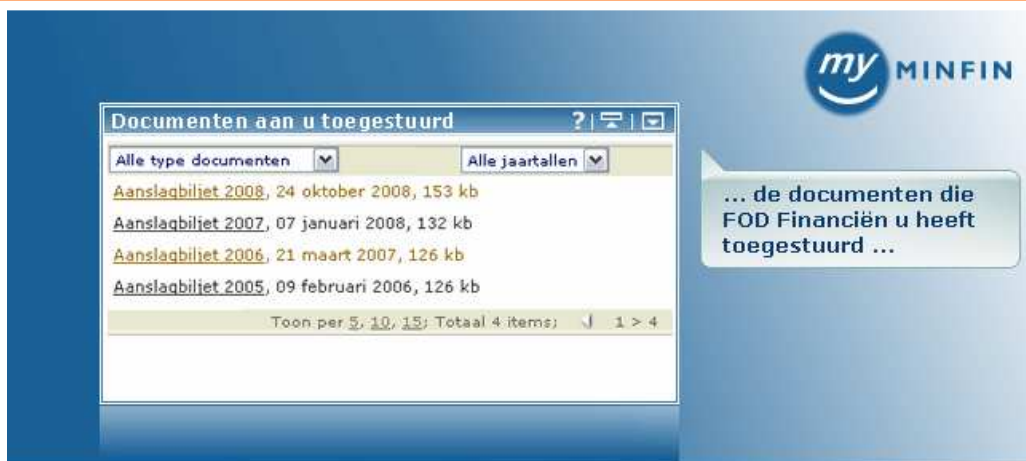 my MINFIN
Documenten aan u toegestuurd ?
Alle type documenten Alle jaartallen
Aanslagbiljet 2008, 24 oktober 2008, 153 kb
Aanslagbiljet 2007, 07 januari 2008, 132 kb
Aanslagbiljet 2006, 21 maart 2007, 126 kb
Aanslagbiljet 2005, 09 februari 2006, 126 kb
Toon per 5, 10, 15; Totaal 4 items; 1 > 4
... de documenten die
FOD Financiën u heeft
toegestuurd ...